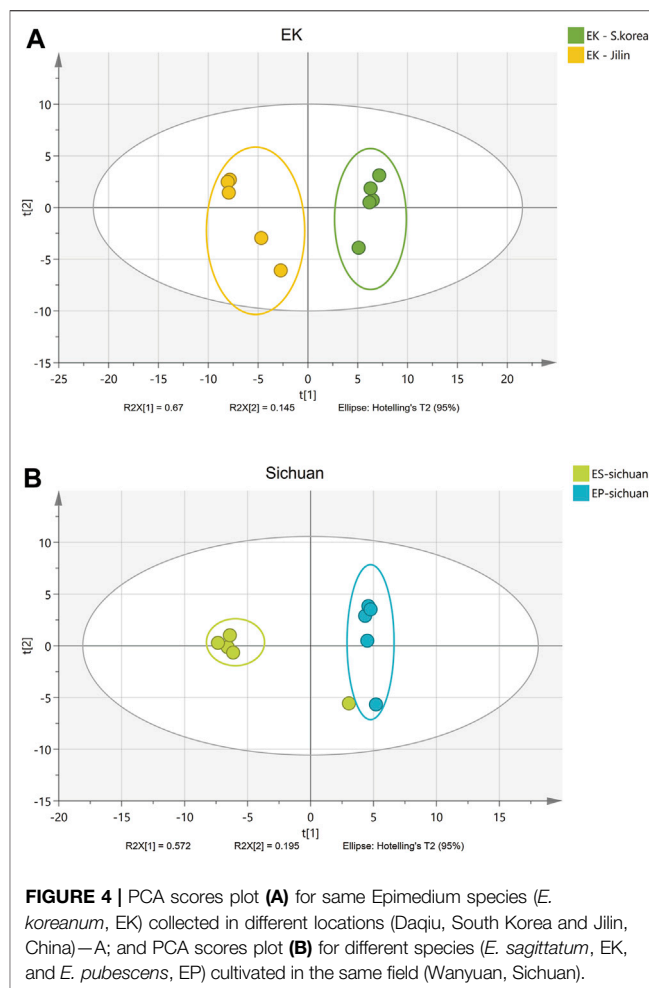 A
EK
EK - S.korea
EK - Jilin
10
5
0
-5
-10
-15
t[2]
-25 -20 -15 -10 -5 0 5 10 15 20
t[1]
R2X[1] = 0.67 R2X[2] = 0.145 Ellipse: Hotelling's T2 (95%)
B
Sichuan
ES-sichuan
EP-sichuan
10
5
0
-5
-10
-15
t[2]
-20 -15 -10 -5 0 5 10 15
t[1]
R2X[1] = 0.572 R2X[2] = 0.195 Ellipse: Hotelling's T2 (95%)
FIGURE 4 | PCA scores plot (A) for same Epimedium species (E.
koreanum, EK) collected in different locations (Daqiu, South Korea and Jilin,
China)—A; and PCA scores plot (B) for different species (E. sagittatum, EK,
and E. pubescens, EP) cultivated in the same field (Wanyuan, Sichuan).